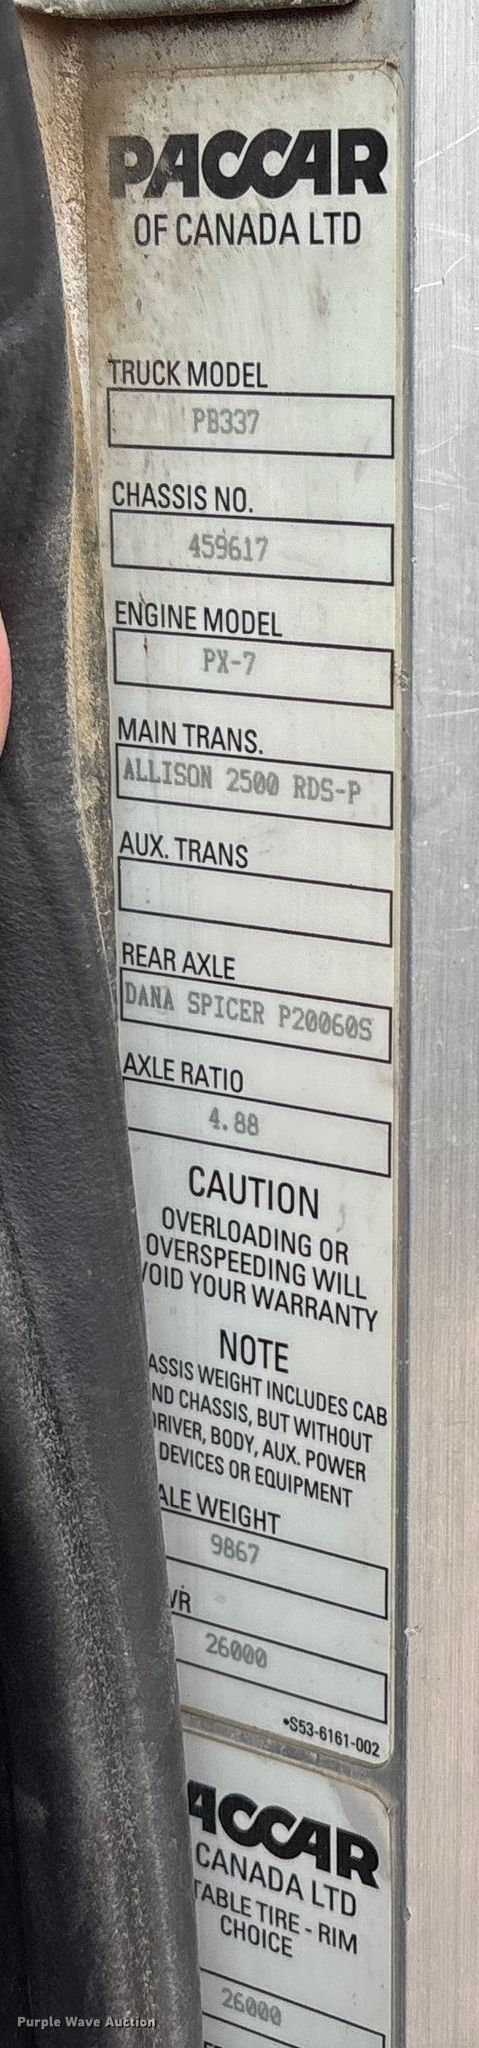 PACCAR
OF CANADA LTD
TRUCK MODEL
PB337
CHASSIS NO.
459617
ENGINE MODEL
PX-7
MAIN TRANS.
ALLISON 2500 RDS-P
AUX. TRANS
REAR AXLE
DANA SPICER P20060S
AXLE RATIO
4.88
CAUTION
OVERLOADING OR
OVERSPEEDING WILL
VOID YOUR WARRANTY
NOTE
ASSIS WEIGHT INCLUDES CAB
ND CHASSIS, BUT WITHOUT
DRIVER, BODY, AUX. POWER
DEVICES OR EQUIPMENT
ALE WEIGHT
9867
VR
26000
•S53-6161-002
ACCAR
CANADA LTD
TABLE TIRE - RIM
CHOICE
26000
Purple Wave Auction